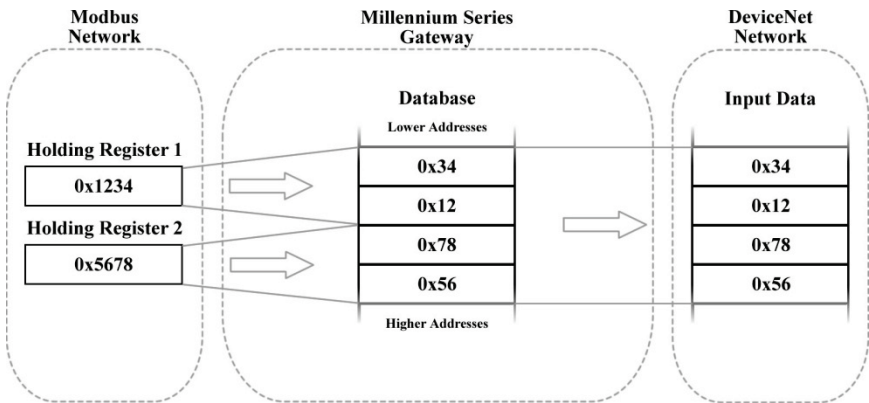 Modbus
Network
Millennium Series
Gateway
DeviceNet
Network
Database
Input Data
Lower Addresses
Holding Register 1
0x1234
Holding Register 2
0x5678
0x34
0x12
0x78
0x56
Higher Addresses
0x34
0x12
0x78
0x56